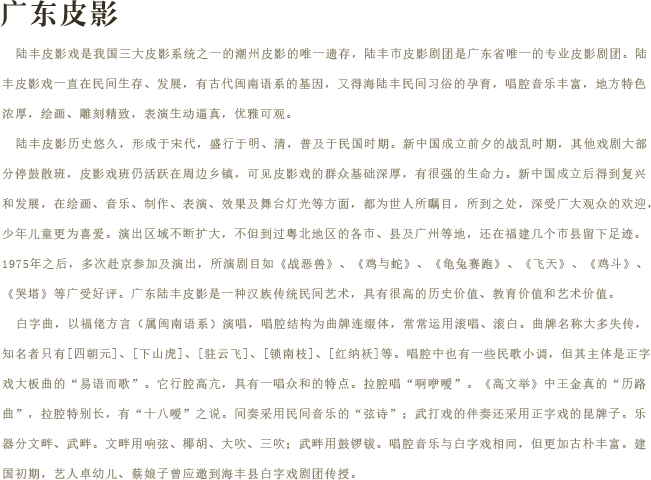 广东皮影
陆丰皮影戏是我国三大皮影系统之一的潮州皮影的唯一遗存，陆丰市皮影剧团是广东省唯一的专业皮影剧团。陆
丰皮影戏一直在民间生存、发展，有古代闽南语系的基因，又得海陆丰民间习俗的孕育，唱腔音乐丰富，地方特色
浓厚，绘画、雕刻精致，表演生动逼真，优雅可观。
陆丰皮影历史悠久，形成于宋代，盛行于明、清，普及于民国时期。新中国成立前夕的战乱时期，其他戏剧大部
分停鼓散班，皮影戏班仍活跃在周边乡镇，可见皮影戏的群众基础深厚，有很强的生命力。新中国成立后得到复兴
和发展，在绘画、音乐、制作、表演、效果及舞台灯光等方面，都为世人所瞩目，所到之处，深受广大观众的欢迎，
少年儿童更为喜爱。演出区域不断扩大，不但到过粤北地区的各市、县及广州等地，还在福建几个市县留下足迹。
1975年之后，多次赴京参加及演出，所演剧目如《战恶兽》、《鸡与蛇》、《龟兔赛跑》、《飞天》、《鸡斗》、
《哭塔》等广受好评。广东陆丰皮影是一种汉族传统民间艺术，具有很高的历史价值、教育价值和艺术价值。
白字曲，以福佬方言（属闽南语系）演唱，唱腔结构为曲牌连缀体，常常运用滚唱、滚白。曲牌名称大多失传，
知名者只有[四朝元]、[下山虎]、[驻云飞]、[锁南枝]、[红纳袄]等。唱腔中也有一些民歌小调，但其主体是正字
戏大板曲的“易语而歌”。它行腔高亢，具有一唱众和的特点。拉腔唱“啊咿嗳”。《高文举》中王金真的“历路
曲”，拉腔特别长，有“十八嗳”之说。间奏采用民间音乐的“弦诗”；武打戏的伴奏还采用正字戏的昆牌子。乐
器分文畔、武畔。文畔用响弦、椰胡、大吹、三吹；武畔用鼓锣钹。唱腔音乐与白字戏相同，但更加古朴丰富。建
国初期，艺人卓幼儿、蔡娘子曾应邀到海丰县白字戏剧团传授。